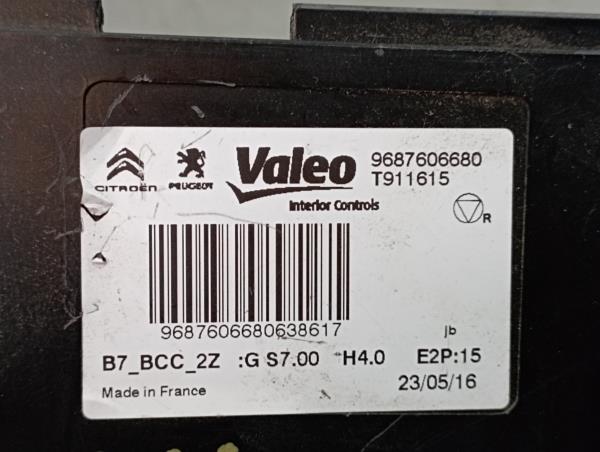 CITROËN PEUGEOT Valeo 9687606680
T911615
Interior Controls
R
9687606680638617
jb
B7_BCC_2Z :G S7.00 H4.0 E2P:15
Made in France 23/05/16